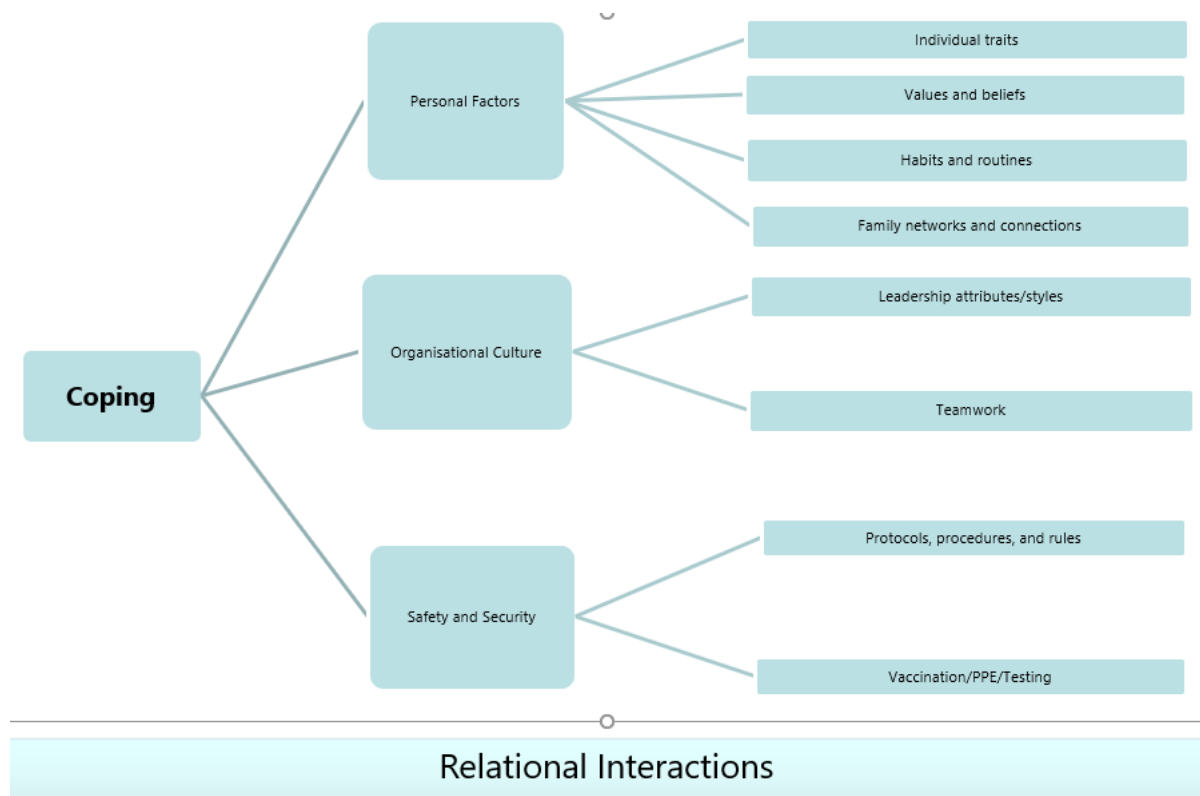 Coping
Personal Factors
Individual traits
Values and beliefs
Habits and routines
Family networks and connections
Organisational Culture
Leadership attributes/styles
Teamwork
Safety and Security
Protocols, procedures, and rules
Vaccination/PPE/Testing
Relational Interactions